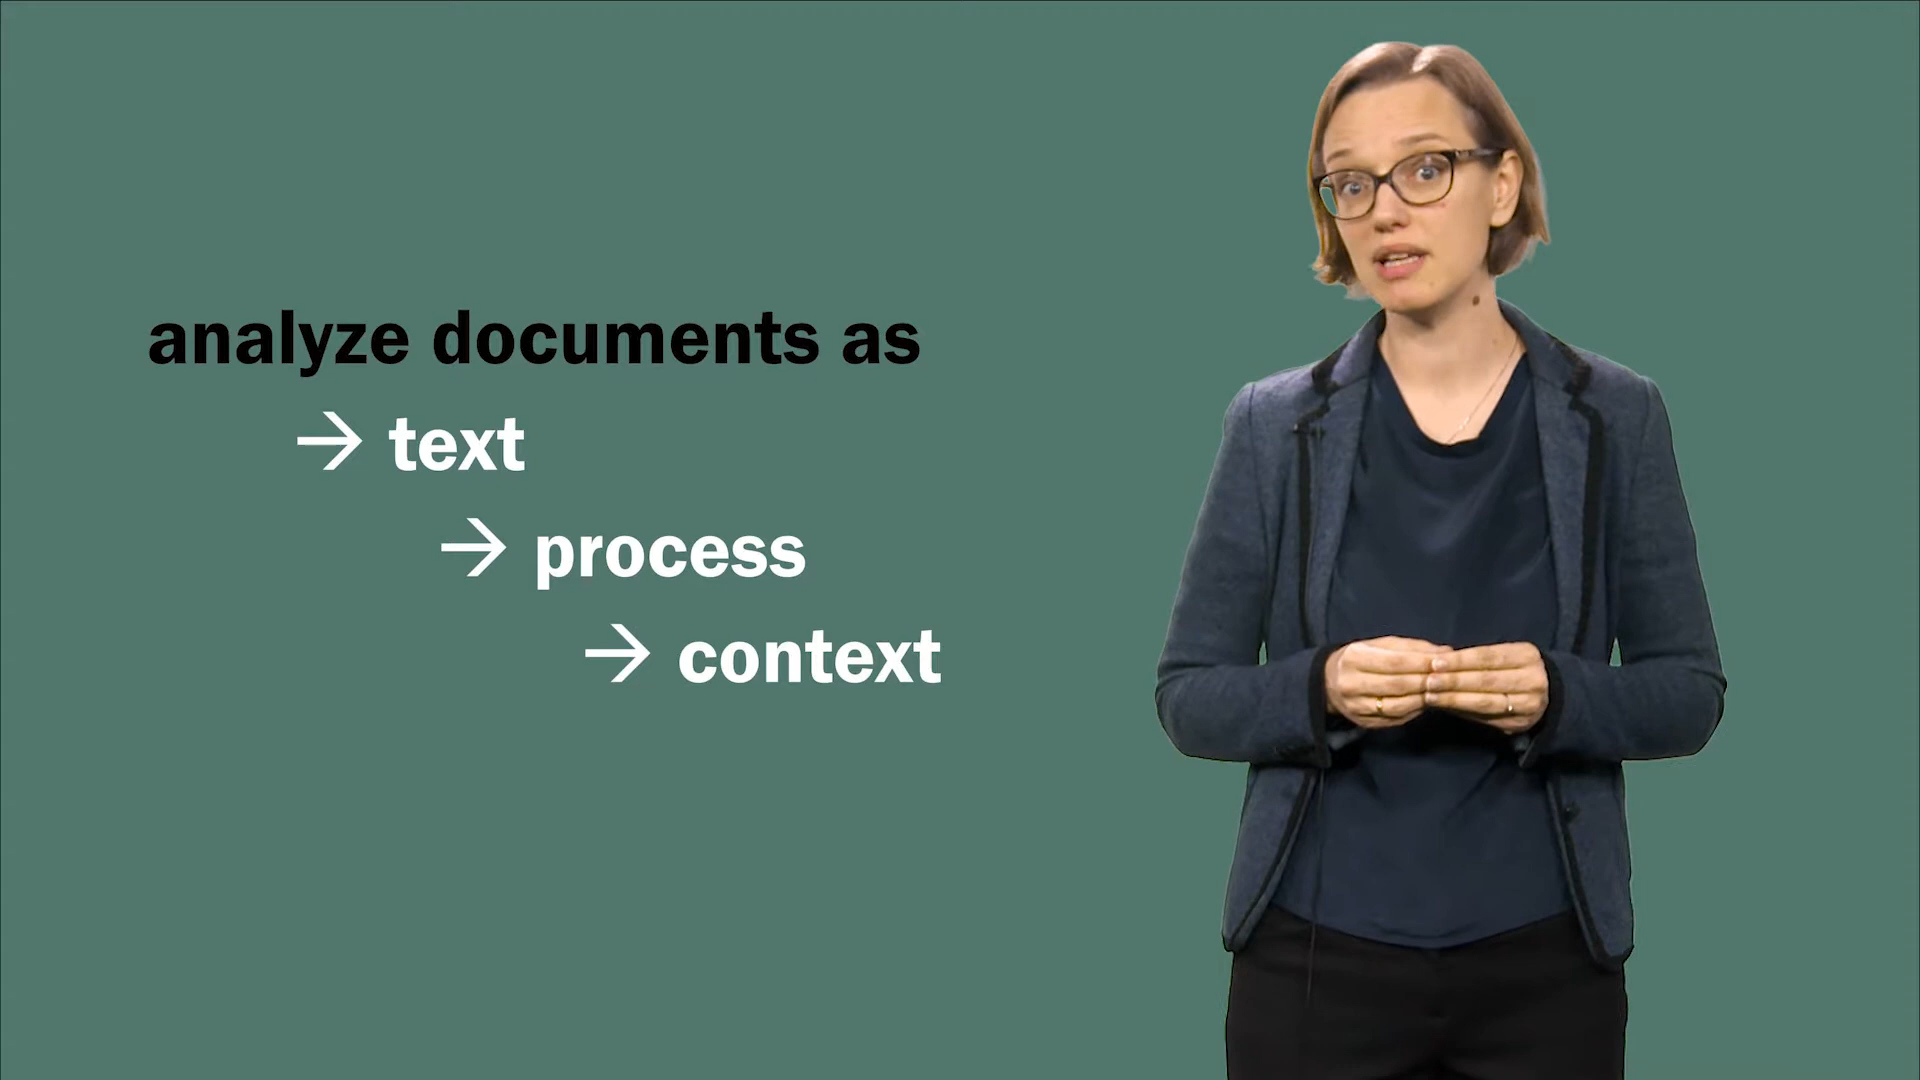 analyze documents as
→ text
→ process
→ context